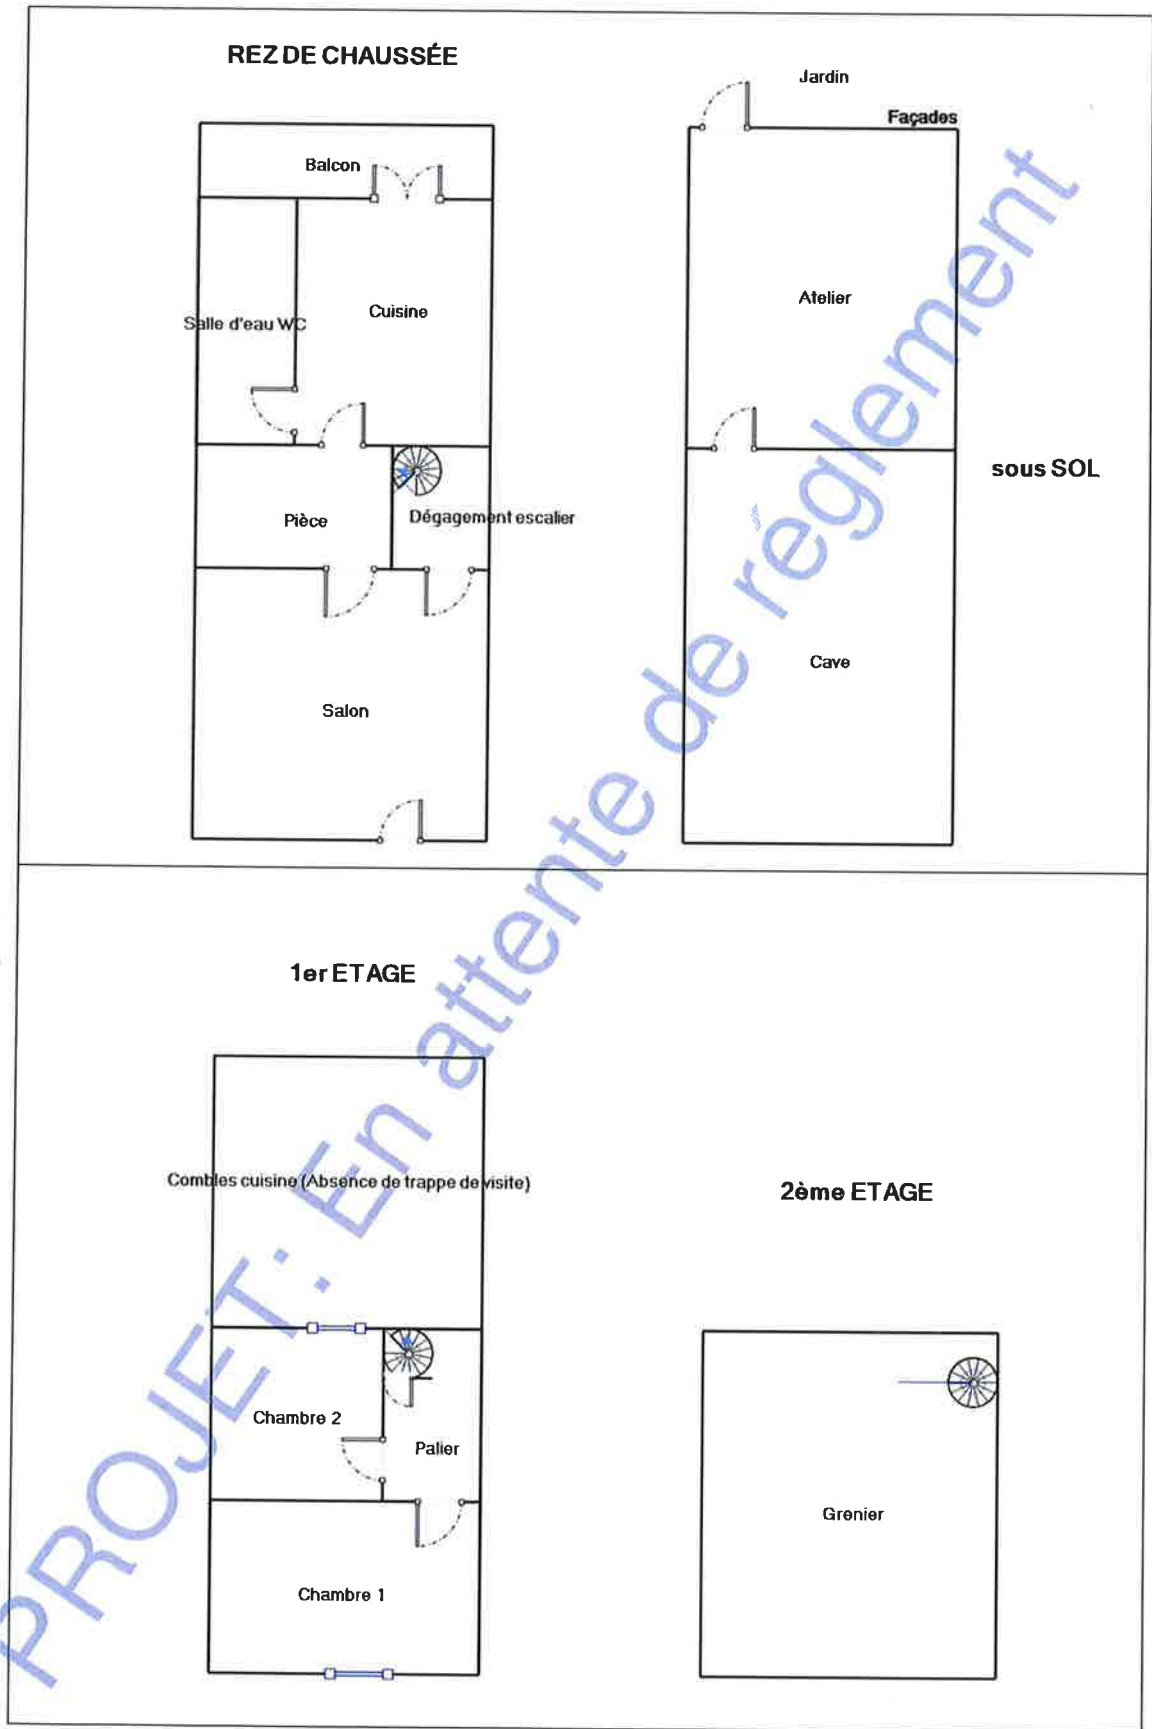 REZ DE CHAUSSÉE
Jardin
Façades
Balcon
Atelier
Cuisine
Salle d'eau WC
sous SOL
Pièce
Dégagement escalier
Cave
Salon
1er ETAGE
Combles cuisine (Absence de trappe de visite)
2ème ETAGE
Chambre 2
Palier
Grenier
Chambre 1
PROJET: En attente de réglement